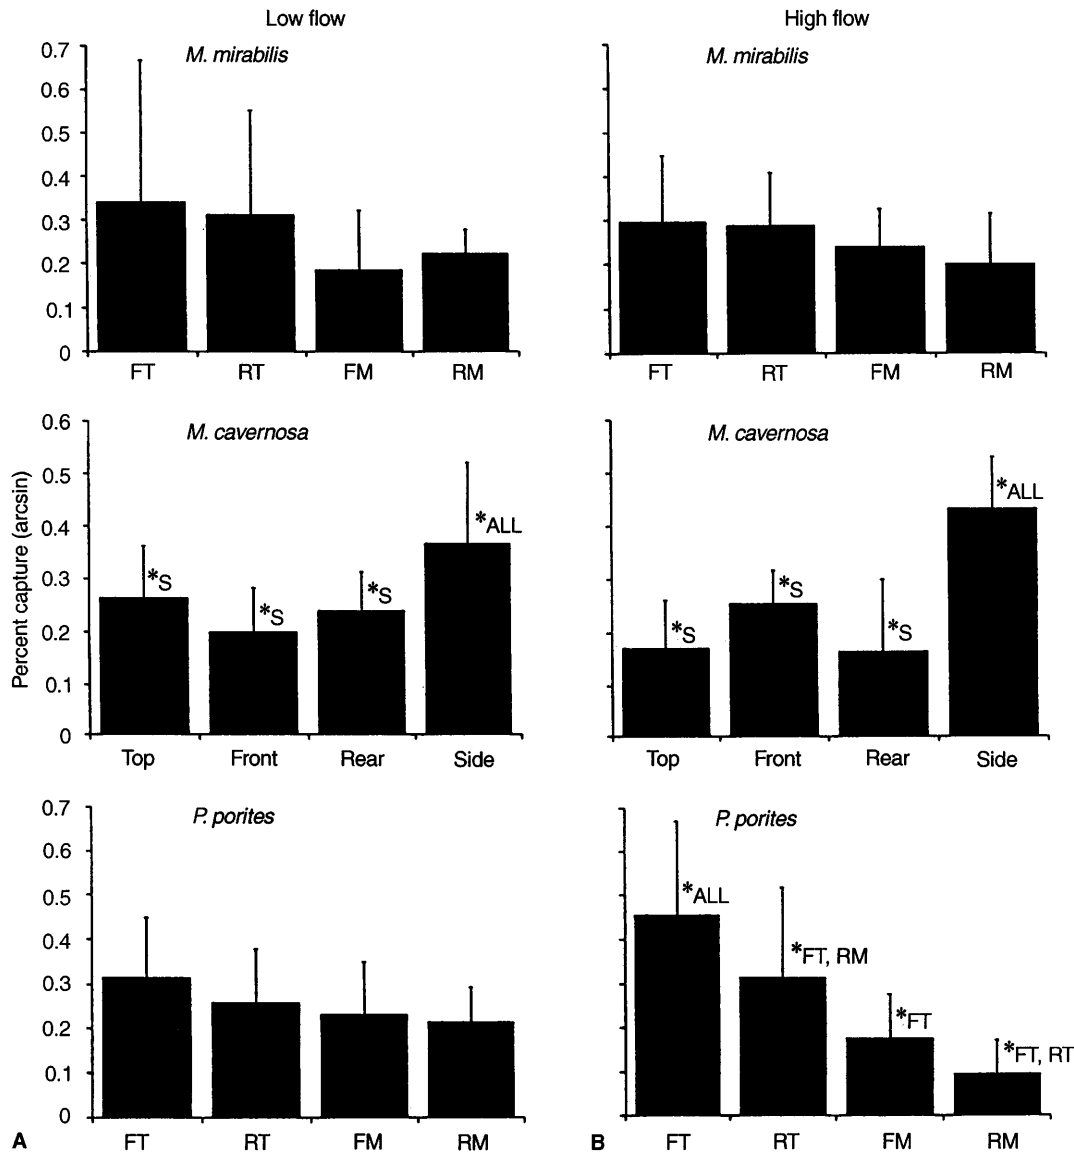 Low flow High flow
M. mirabilis M. mirabilis
0.7
0.6
0.5
0.4
0.3
0.2
0.1
0
FT RT FM RM FT RT FM RM
Percent capture (arcsin)
M. cavernosa M. cavernosa
0.6
0.5
0.4
0.3
0.2
0.1
0
*S *S *S *ALL *S *S *S *ALL
Top Front Rear Side Top Front Rear Side
P. porites P. porites
0.7
0.6
0.5
0.4
0.3
0.2
0.1
0
*ALL
*FT, RM
*FT
*FT, RT
A FT RT FM RM B FT RT FM RM